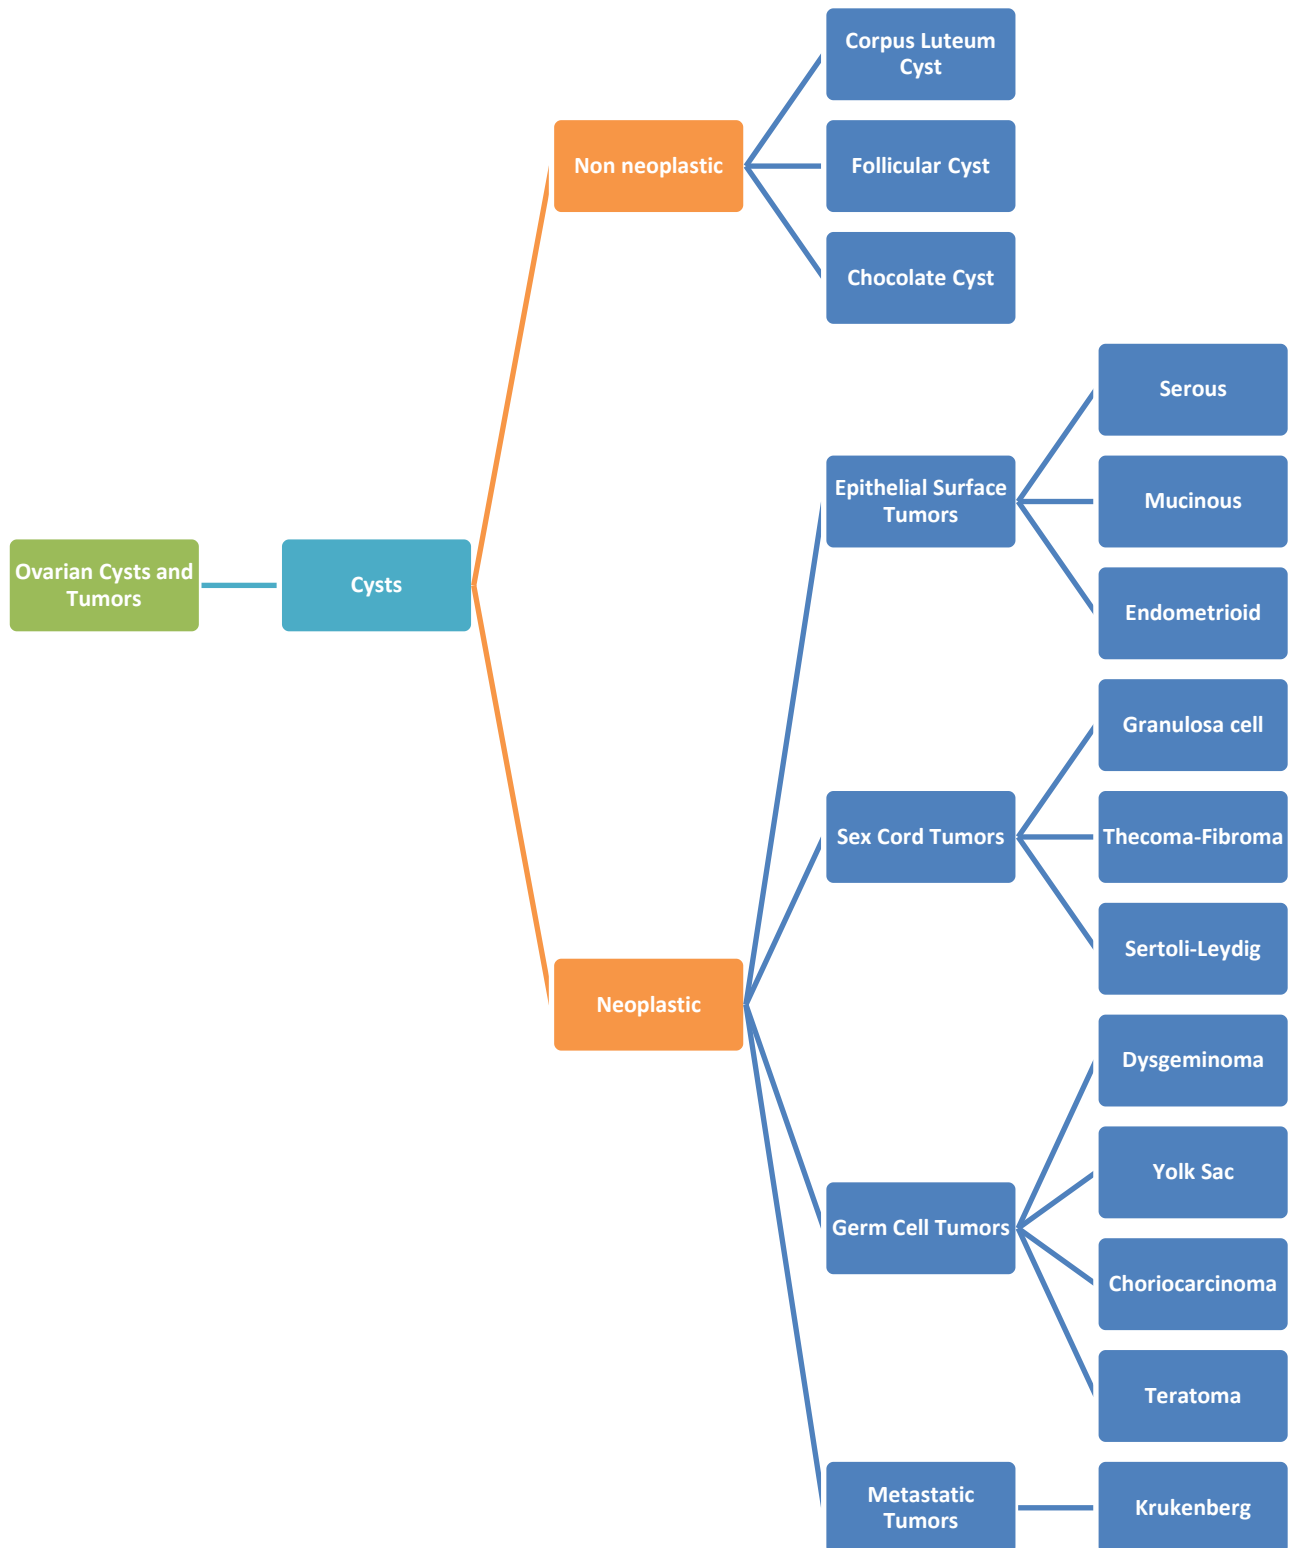 Corpus Luteum
Cyst
Non neoplastic
Follicular Cyst
Chocolate Cyst
Serous
Epithelial Surface
Tumors
Mucinous
Ovarian Cysts and
Tumors
Cysts
Endometrioid
Granulosa cell
Sex Cord Tumors
Thecoma-Fibroma
Sertoli-Leydig
Neoplastic
Dysgeminoma
Yolk Sac
Germ Cell Tumors
Choriocarcinoma
Teratoma
Metastatic
Tumors
Krukenberg